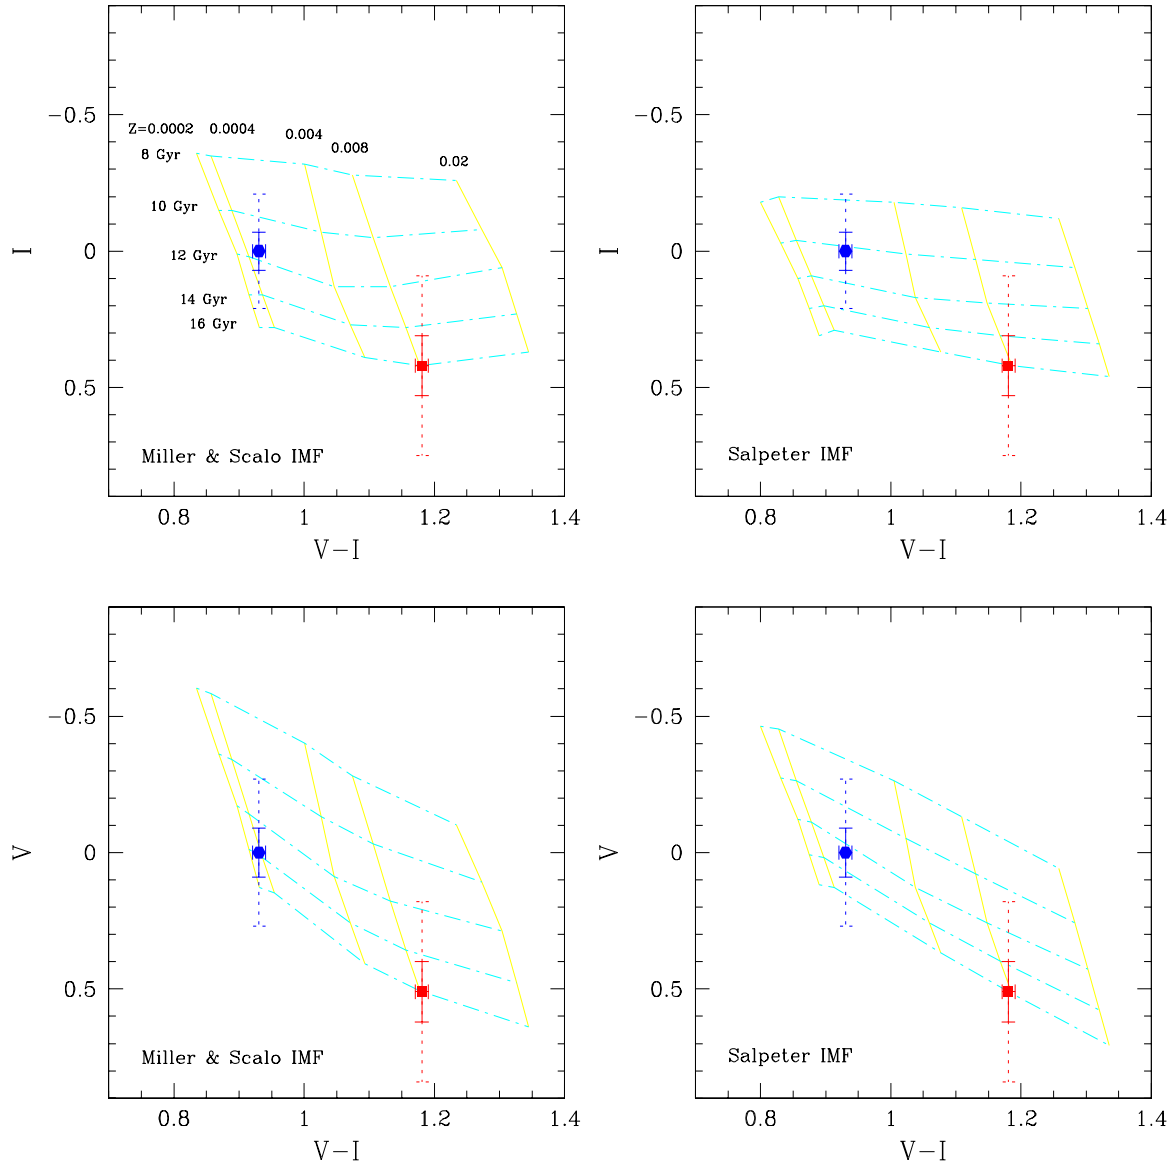 −0.5
0
0.5
I
Z=0.0002 0.0004 0.004 0.008 0.02
8 Gyr
10 Gyr
12 Gyr
14 Gyr
16 Gyr
Miller & Scalo IMF
0.8 1 1.2 1.4
V−I
−0.5
0
0.5
I
Salpeter IMF
0.8 1 1.2 1.4
V−I
−0.5
0
0.5
V
Miller & Scalo IMF
0.8 1 1.2 1.4
V−I
−0.5
0
0.5
V
Salpeter IMF
0.8 1 1.2 1.4
V−I